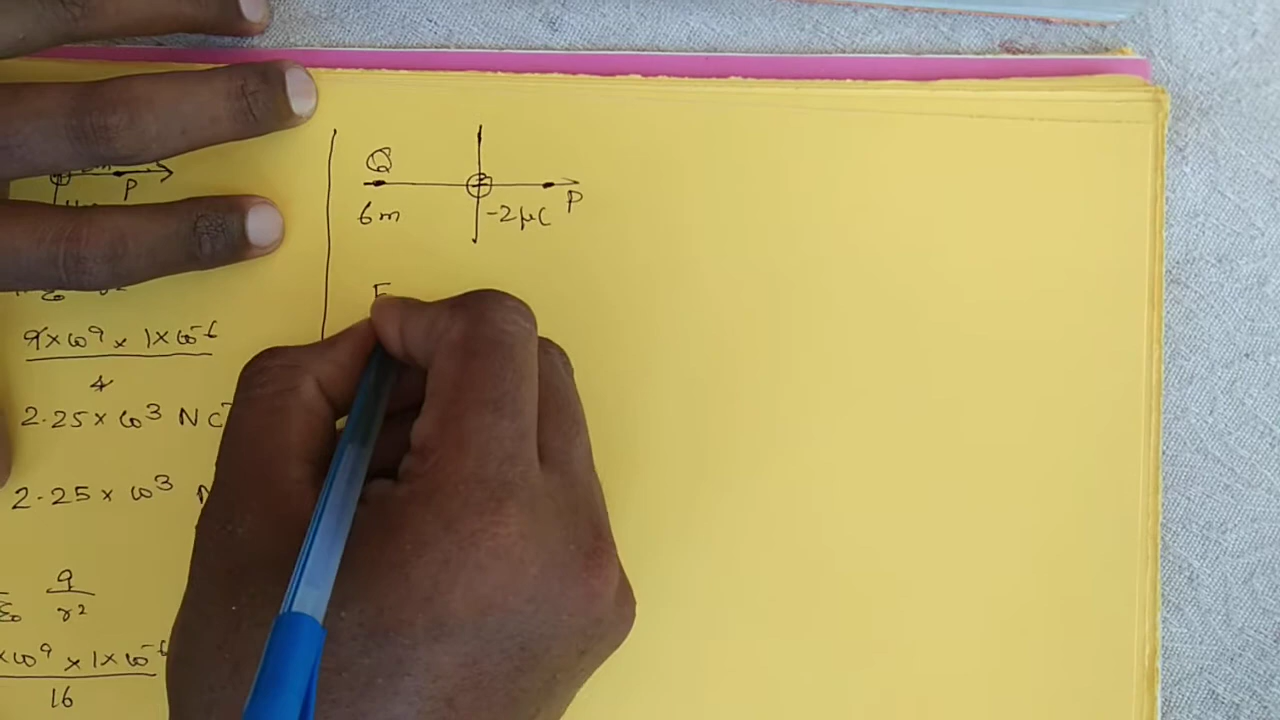 P
9×10⁹ × 1×10⁻⁶
4
2.25×10³ NC
2.25×10³ N
q
ε₀ r²
×10⁹ × 1×10⁻⁶
16
Q
6m -2μC P
E